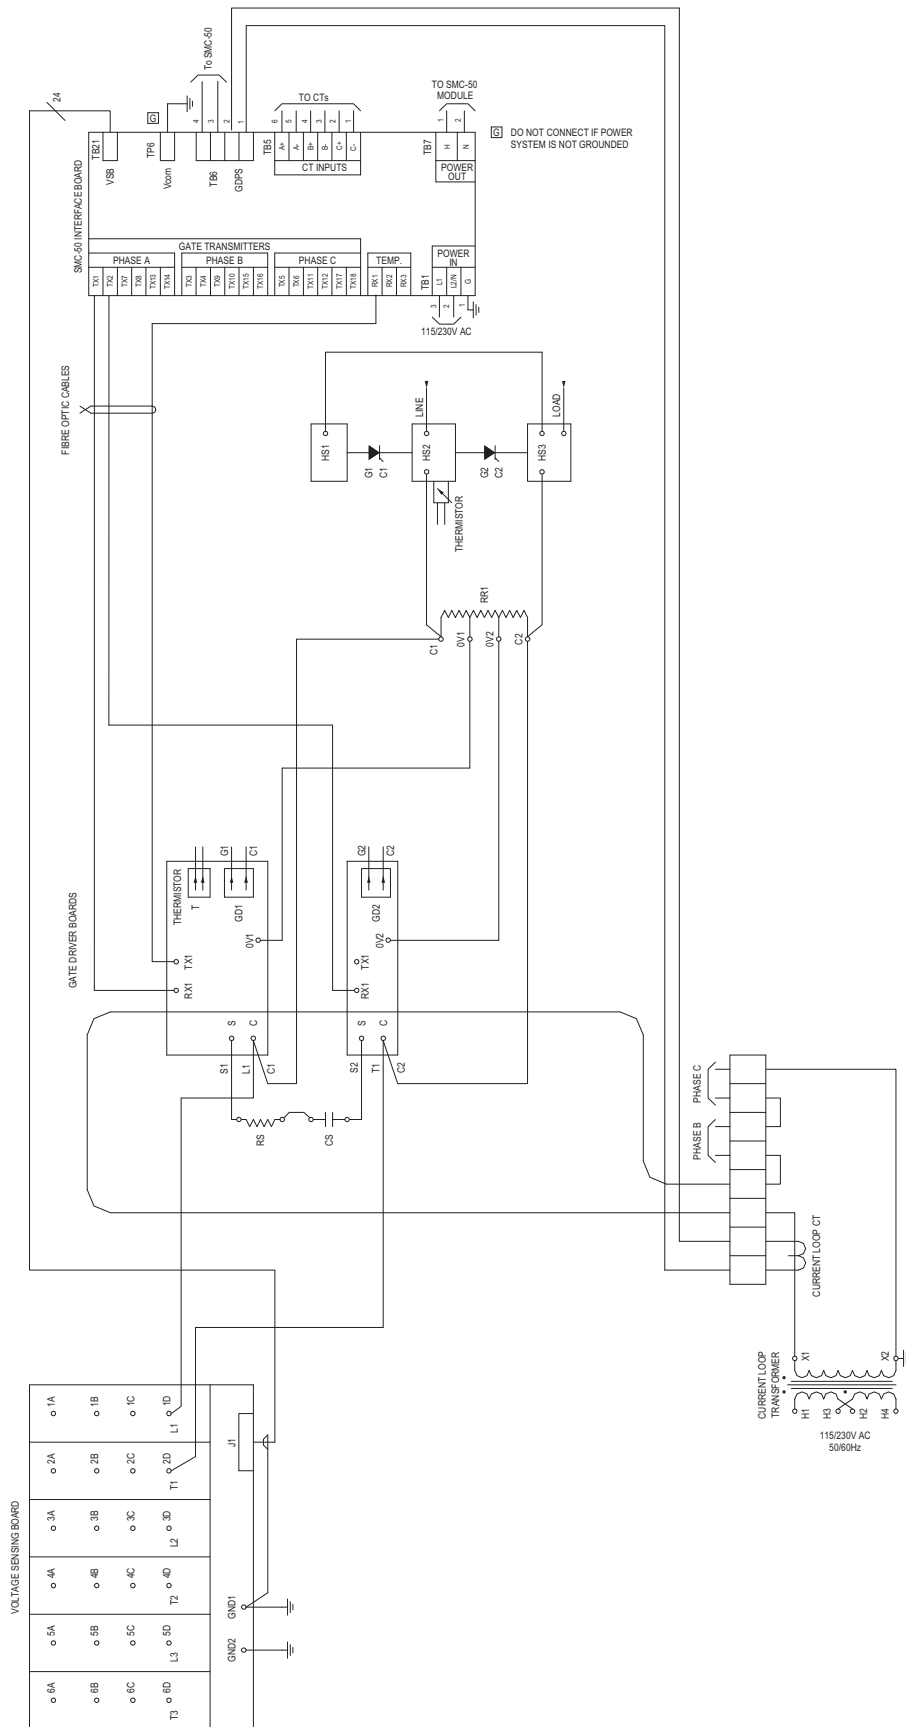 24
To SMC-50
G
4
3
2
1
TO CTs
6
5
4
3
2
1
TO SMC-50
MODULE
1
2
G DO NOT CONNECT IF POWER
SYSTEM IS NOT GROUNDED
SMC-50 INTERFACE BOARD
TB21
VSB
TP6
Vcom
TB6
GDPS
TB5
A+
A-
B+
B-
C+
C-
CT INPUTS
TB7
H
N
POWER
OUT
GATE TRANSMITTERS
PHASE A
PHASE B
PHASE C
TEMP.
POWER
IN
TX1
TX2
TX7
TX8
TX13
TX14
TX3
TX4
TX9
TX10
TX15
TX16
TX5
TX6
TX11
TX12
TX17
TX18
RX1
RX2
RX3
TB1
L1
L2/N
G
3
2
1
115/230V AC
FIBRE OPTIC CABLES
LINE
LOAD
HS1
G1
C1
HS2
G2
C2
HS3
THERMISTOR
RR1
C1
0V1
0V2
C2
GATE DRIVER BOARDS
THERMISTOR
T
G1
C1
GD1
0V1
TX1
RX1
S
C
S1
L1
C1
G2
C2
GD2
0V2
TX1
RX1
S
C
S2
T1
C2
RS
CS
PHASE C
PHASE B
CURRENT LOOP CT
CURRENT LOOP
TRANSFORMER
X1
X2
H1
H3
H2
H4
115/230V AC
50/60Hz
VOLTAGE SENSING BOARD
1A
1B
1C
1D
L1
2A
2B
2C
2D
T1
J1
3A
3B
3C
3D
L2
4A
4B
4C
4D
T2
GND1
5A
5B
5C
5D
L3
GND2
6A
6B
6C
6D
T3